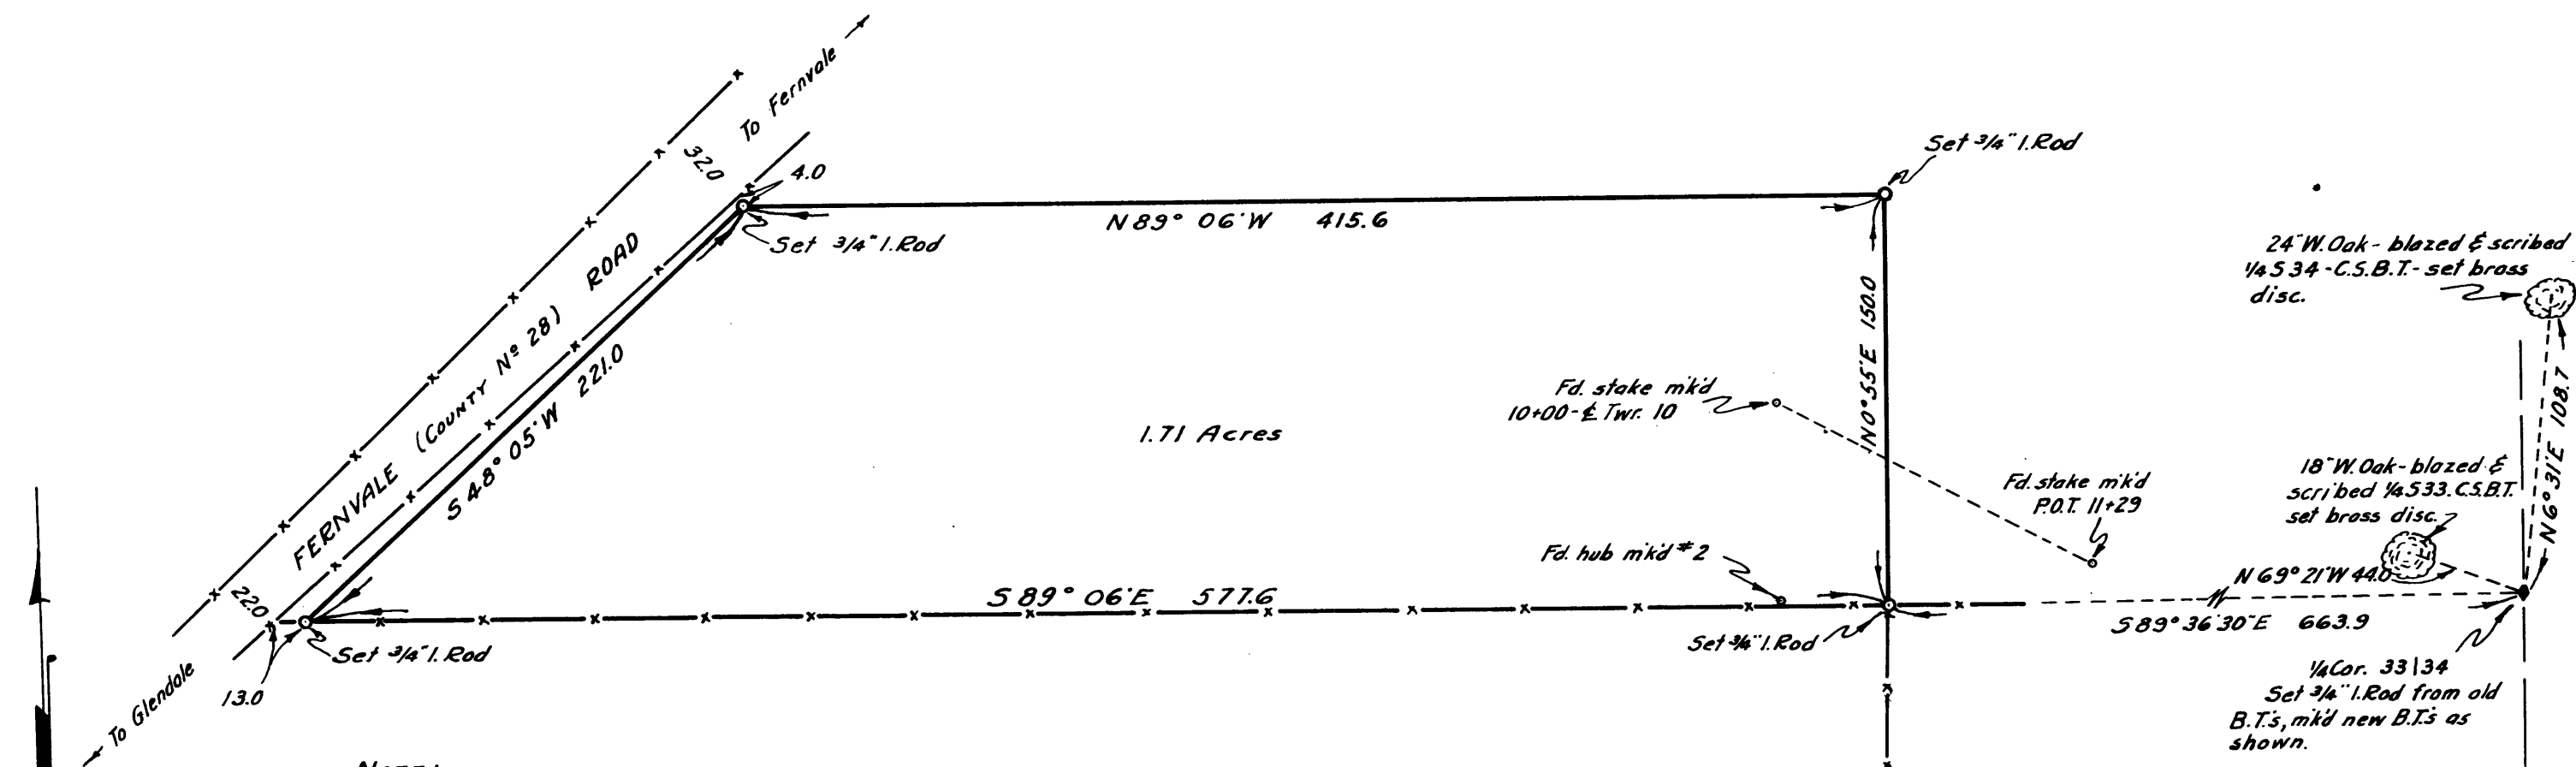 To Fernvale
32.0
4.0
Set 3/4" I.Rod
Set 3/4" I.Rod
N 89° 06' W 415.6
FERNVALE (COUNTY Nº 28) ROAD
S 48° 05' W 221.0
N 0° 55' E 150.0
24" W. Oak - blazed & scribed
1/4 S 34 - C.S.B.T. - set brass
disc.
N 6° 31' E 108.7
Fd. stake mk'd
10+00 - ℄ Twr. 10
1.71 Acres
18" W. Oak - blazed &
scribed 1/4 S33. C.S.B.T.
set brass disc.
Fd. stake mk'd
P.O.T. 11+29
Fd. hub mk'd #2
N 69° 21' W 44.0
22.0
S 89° 06' E 577.6
S 89° 36' 30" E 663.9
Set 3/4" I.Rod
Set 3/4" I.Rod
13.0
To Glendale
1/4 Cor. 33|34
Set 3/4" I.Rod from old
B.T.'s, mk'd new B.T.'s as
shown.